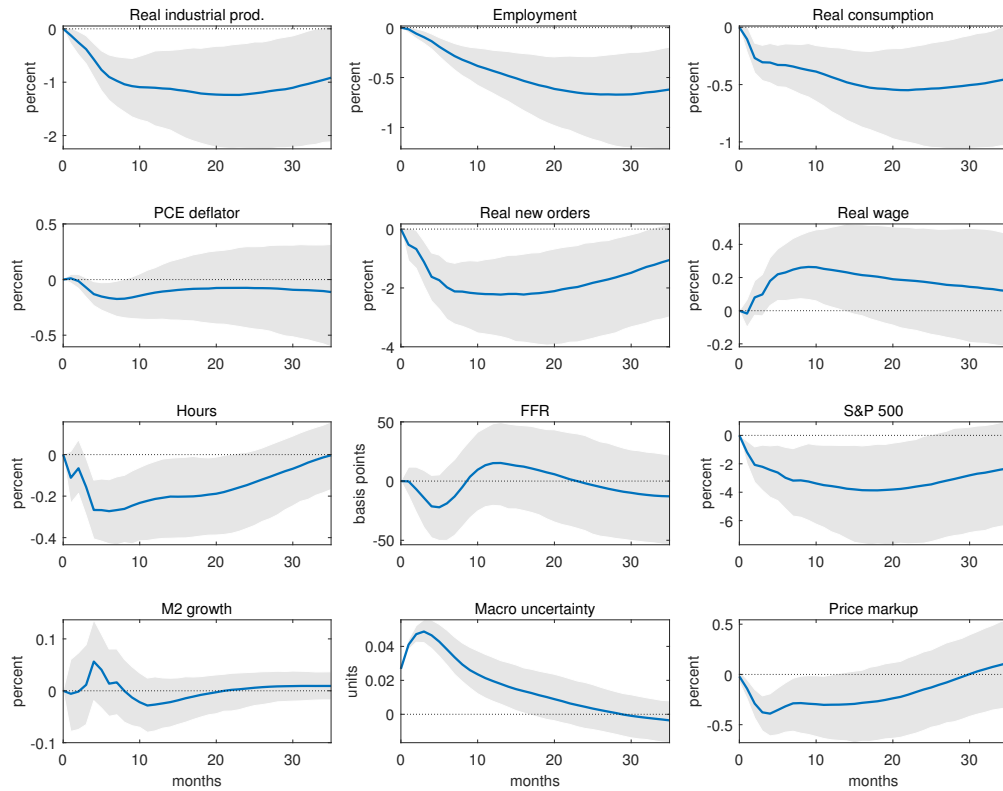 Real industrial prod.
Employment
Real consumption
percent
0
-1
-2
0 10 20 30
percent
0
-0.5
-1
0 10 20 30
percent
0
-0.5
-1
0 10 20 30
PCE deflator
Real new orders
Real wage
percent
0.5
0
-0.5
0 10 20 30
percent
0
-2
-4
0 10 20 30
percent
0.4
0.2
0
-0.2
0 10 20 30
Hours
FFR
S&P 500
percent
0
-0.2
-0.4
0 10 20 30
basis points
50
0
-50
0 10 20 30
percent
0
-2
-4
-6
0 10 20 30
M2 growth
Macro uncertainty
Price markup
percent
0.1
0
-0.1
0 10 20 30
months
units
0.04
0.02
0
0 10 20 30
months
percent
0.5
0
-0.5
0 10 20 30
months